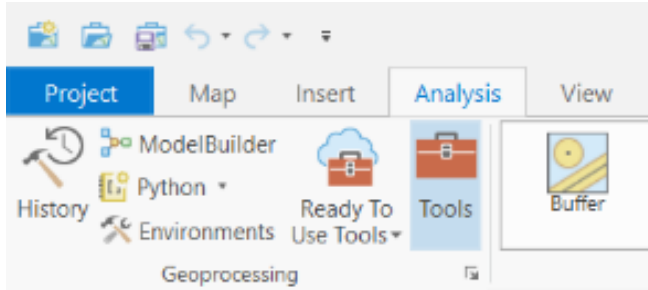 Project Map Insert Analysis View
ModelBuilder
Python
Environments
History
Ready To
Use Tools
Tools
Buffer
Geoprocessing